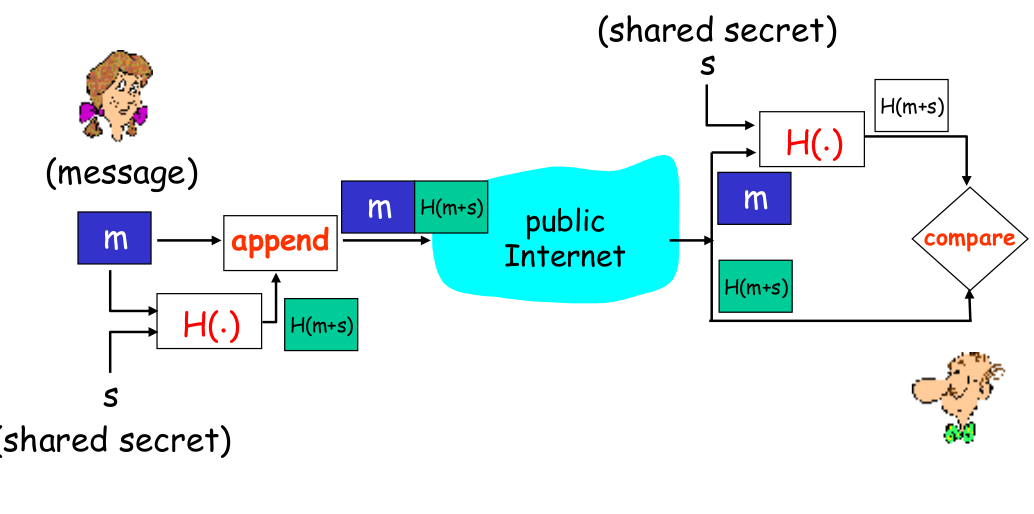 (shared secret)
s
H(m+s)
H(.)
(message)
m
m
H(m+s)
public
Internet
m
append
compare
H(m+s)
H(.)
H(m+s)
s
(shared secret)